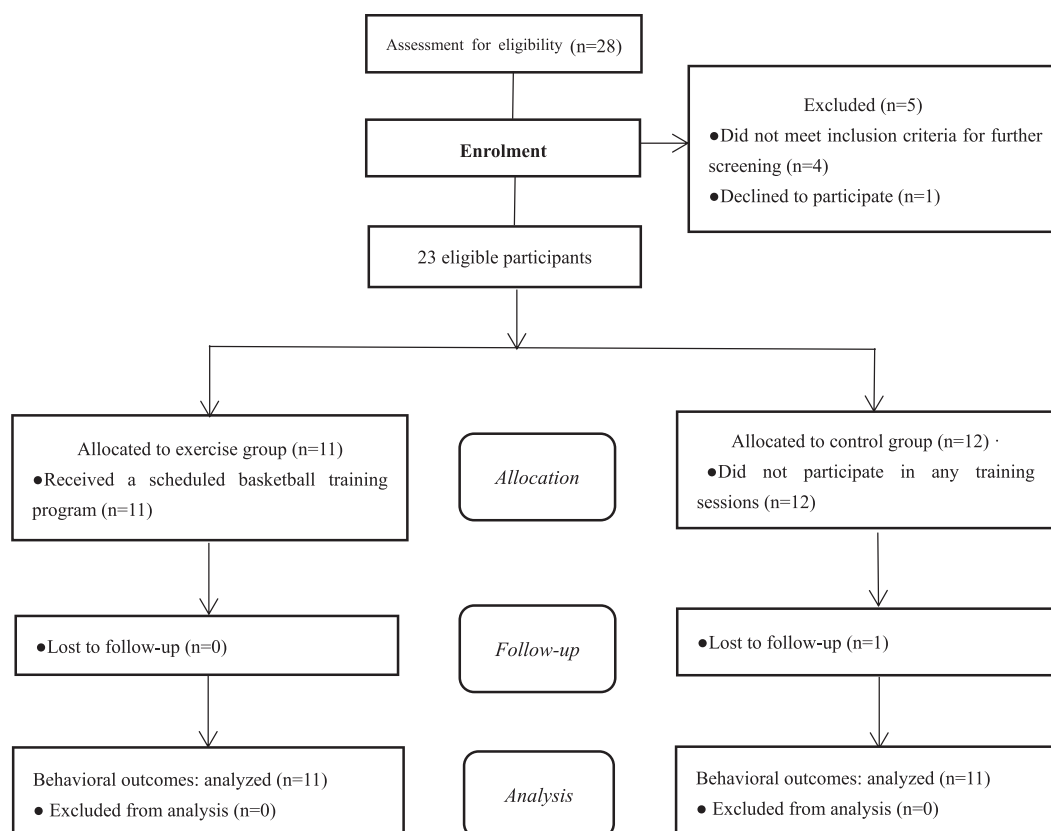 Assessment for eligibility (n=28)
Excluded (n=5)
●Did not meet inclusion criteria for further
screening (n=4)
●Declined to participate (n=1)
Enrolment
23 eligible participants
Allocated to exercise group (n=11)
●Received a scheduled basketball training
program (n=11)
Allocation
Allocated to control group (n=12) ·
●Did not participate in any training
sessions (n=12)
●Lost to follow-up (n=0)
Follow-up
●Lost to follow-up (n=1)
Behavioral outcomes: analyzed (n=11)
● Excluded from analysis (n=0)
Analysis
Behavioral outcomes: analyzed (n=11)
● Excluded from analysis (n=0)